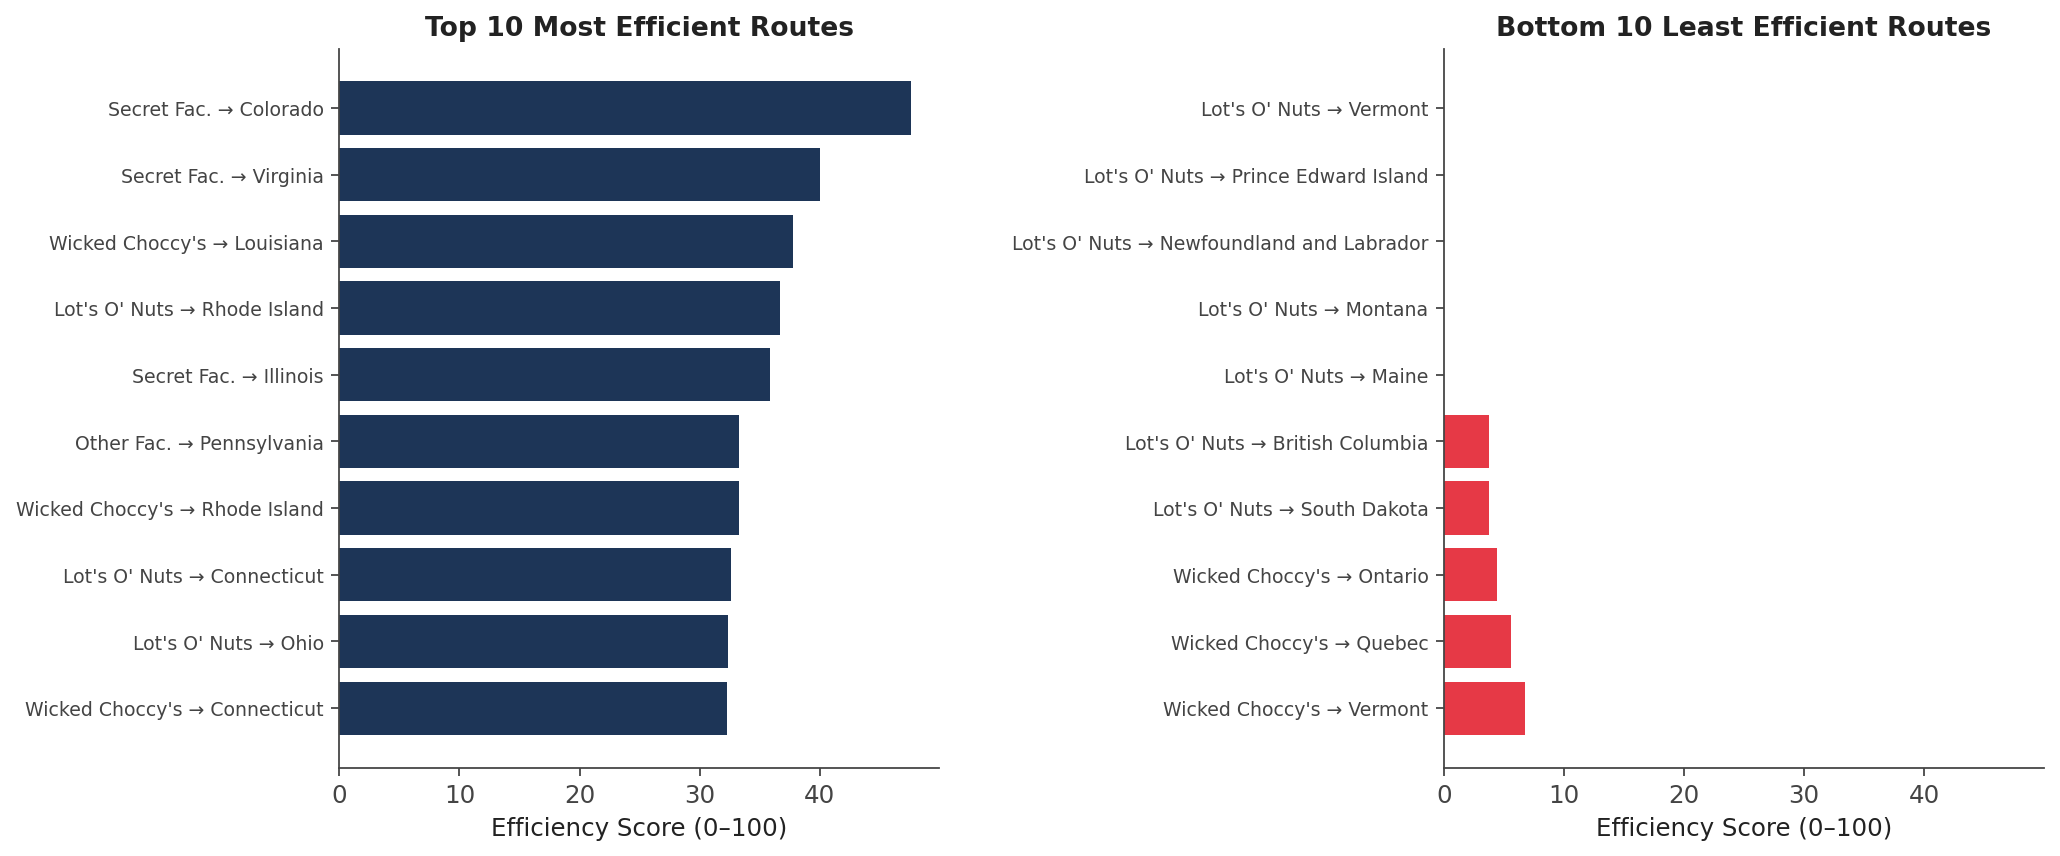 Top 10 Most Efficient Routes
Secret Fac. → Colorado
Secret Fac. → Virginia
Wicked Choccy's → Louisiana
Lot's O' Nuts → Rhode Island
Secret Fac. → Illinois
Other Fac. → Pennsylvania
Wicked Choccy's → Rhode Island
Lot's O' Nuts → Connecticut
Lot's O' Nuts → Ohio
Wicked Choccy's → Connecticut
0 10 20 30 40
Efficiency Score (0–100)
Bottom 10 Least Efficient Routes
Lot's O' Nuts → Vermont
Lot's O' Nuts → Prince Edward Island
Lot's O' Nuts → Newfoundland and Labrador
Lot's O' Nuts → Montana
Lot's O' Nuts → Maine
Lot's O' Nuts → British Columbia
Lot's O' Nuts → South Dakota
Wicked Choccy's → Ontario
Wicked Choccy's → Quebec
Wicked Choccy's → Vermont
0 10 20 30 40
Efficiency Score (0–100)